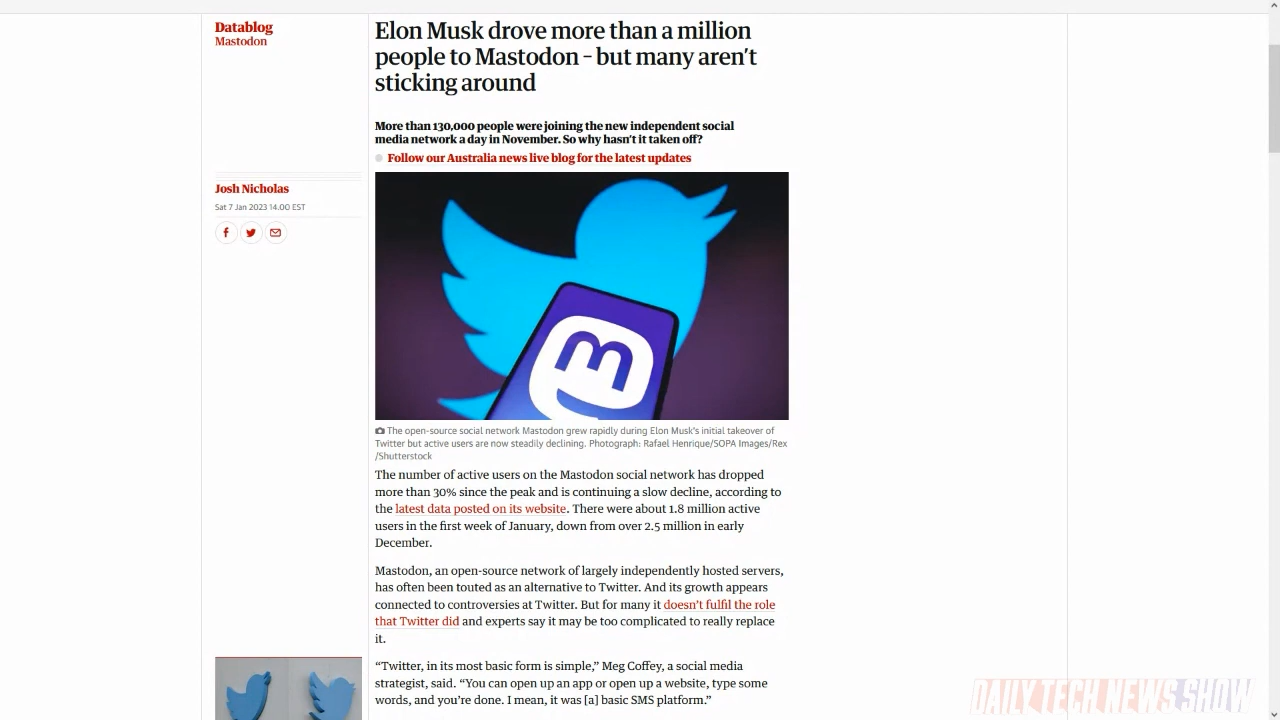 Datablog
Mastodon
Elon Musk drove more than a million
people to Mastodon – but many aren’t
sticking around
More than 130,000 people were joining the new independent social
media network a day in November. So why hasn’t it taken off?
Follow our Australia news live blog for the latest updates
Josh Nicholas
Sat 7 Jan 2023 14.00 EST
m
The open-source social network Mastodon grew rapidly during Elon Musk's initial takeover of
Twitter but active users are now steadily declining. Photograph: Rafael Henrique/SOPA Images/Rex
/Shutterstock
The number of active users on the Mastodon social network has dropped
more than 30% since the peak and is continuing a slow decline, according to
the latest data posted on its website. There were about 1.8 million active
users in the first week of January, down from over 2.5 million in early
December.
Mastodon, an open-source network of largely independently hosted servers,
has often been touted as an alternative to Twitter. And its growth appears
connected to controversies at Twitter. But for many it doesn’t fulfil the role
that Twitter did and experts say it may be too complicated to really replace
it.
“Twitter, in its most basic form is simple,” Meg Coffey, a social media
strategist, said. “You can open up an app or open up a website, type some
words, and you’re done. I mean, it was [a] basic SMS platform.”
DAILY TECH NEWS SHOW